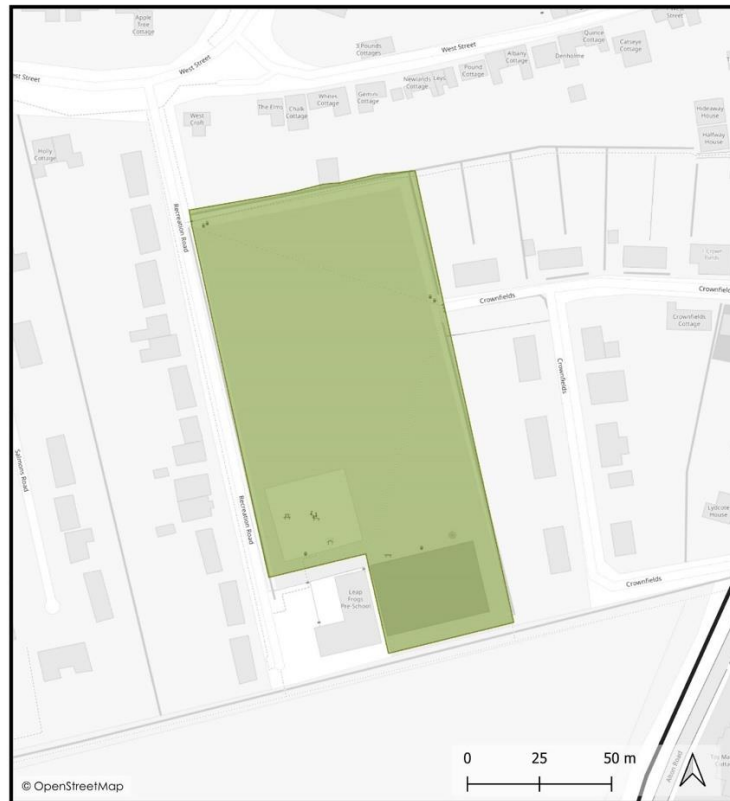 Apple
Tree
Cottage
West Street
3 Pounds
Cottages
West Street
West Street
Quince
Cottage
Albany
Cottage
Denholme
Carseye
Cottage
Newlands
Cottage
Pound
Cottage
West
Croft
The Elms
Chalk
Cottage
Whites
Cottage
Gemini
Cottage
Hideaway
House
Halfway
House
Holly
Cottage
Recreation Road
Crownfields
Crownfields
Crownfields
Cottage
Crownfields
Salmons Road
Recreation Road
House
Leap
Frogs
Pre-School
Crownfields
0 25 50 m
Alton Road
© OpenStreetMap